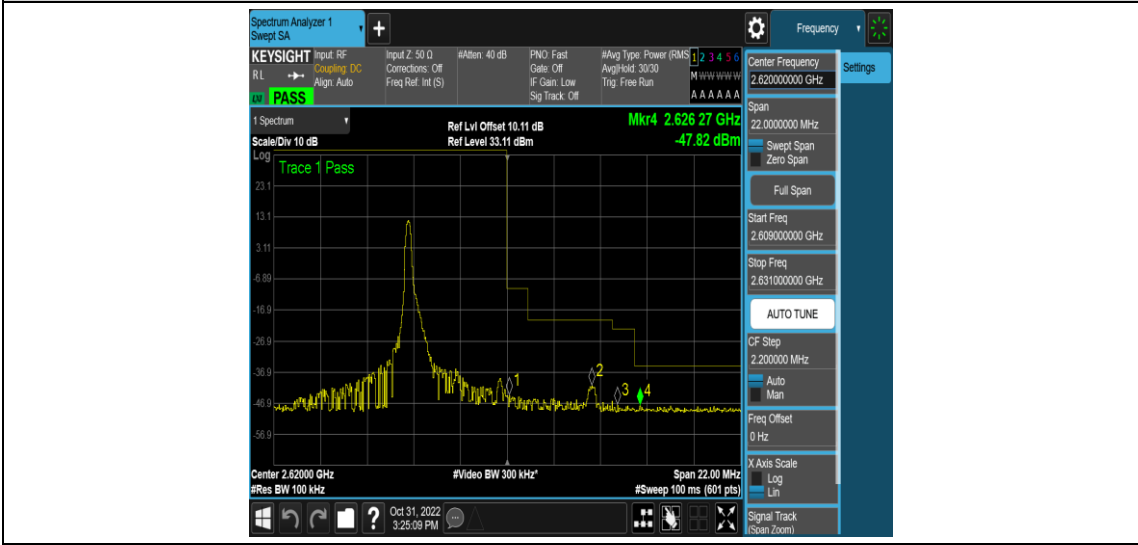 Spectrum Analyzer 1
Swept SA
+
Frequency
KEYSIGHT
RL
PASS
Input: RF
Coupling: DC
Align: Auto
Input Z: 50 Ω
Corrections: Off
Freq Ref: Int (S)
#Atten: 40 dB
PNO: Fast
Gate: Off
IF Gain: Low
Sig Track: Off
#Avg Type: Power (RMS
Avg|Hold: 30/30
Trig: Free Run
1 2 3 4 5 6
M W W W W W
A A A A A A
1 Spectrum
Scale/Div 10 dB
Ref Lvl Offset 10.11 dB
Ref Level 33.11 dBm
Mkr4 2.626 27 GHz
-47.82 dBm
Log
Trace 1 Pass
23.1
13.1
3.11
-6.89
-16.9
-26.9
-36.9
-46.9
-56.9
1
2
3
4
Center 2.62000 GHz
#Res BW 100 kHz
#Video BW 300 kHz*
Span 22.00 MHz
#Sweep 100 ms (601 pts)
?
Oct 31, 2022
3:25:09 PM
Center Frequency
2.620000000 GHz
Span
22.0000000 MHz
Swept Span
Zero Span
Full Span
Start Freq
2.609000000 GHz
Stop Freq
2.631000000 GHz
AUTO TUNE
CF Step
2.200000 MHz
Auto
Man
Freq Offset
0 Hz
X Axis Scale
Log
Lin
Signal Track
(Span Zoom)
Settings